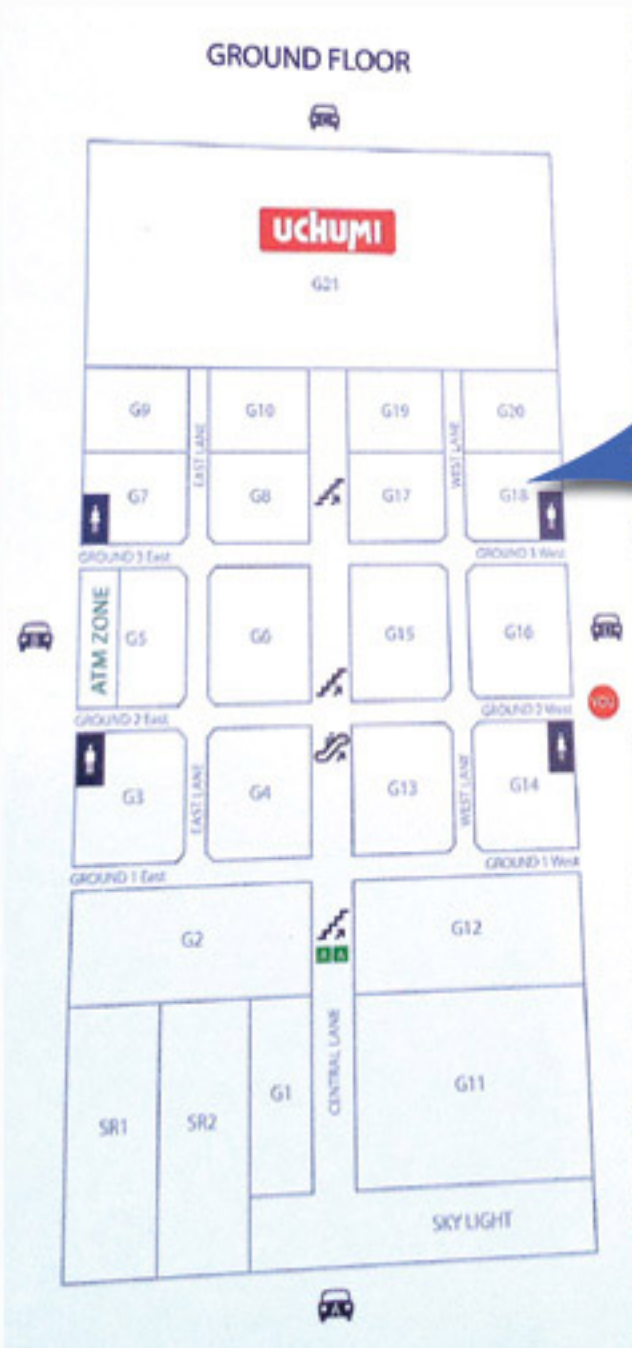 GROUND FLOOR
UCHUMI
G21
G9
G10
G19
G20
EAST LANE
WEST LANE
G7
G8
G17
G18
GROUND 3 East
GROUND 3 West
ATM ZONE
G5
G6
G15
G16
YOU
GROUND 2 East
GROUND 2 West
G3
EAST LANE
G4
G13
WEST LANE
G14
GROUND 1 East
GROUND 1 West
G2
G12
CENTRAL LANE
SR1
SR2
G1
G11
SKY LIGHT
A